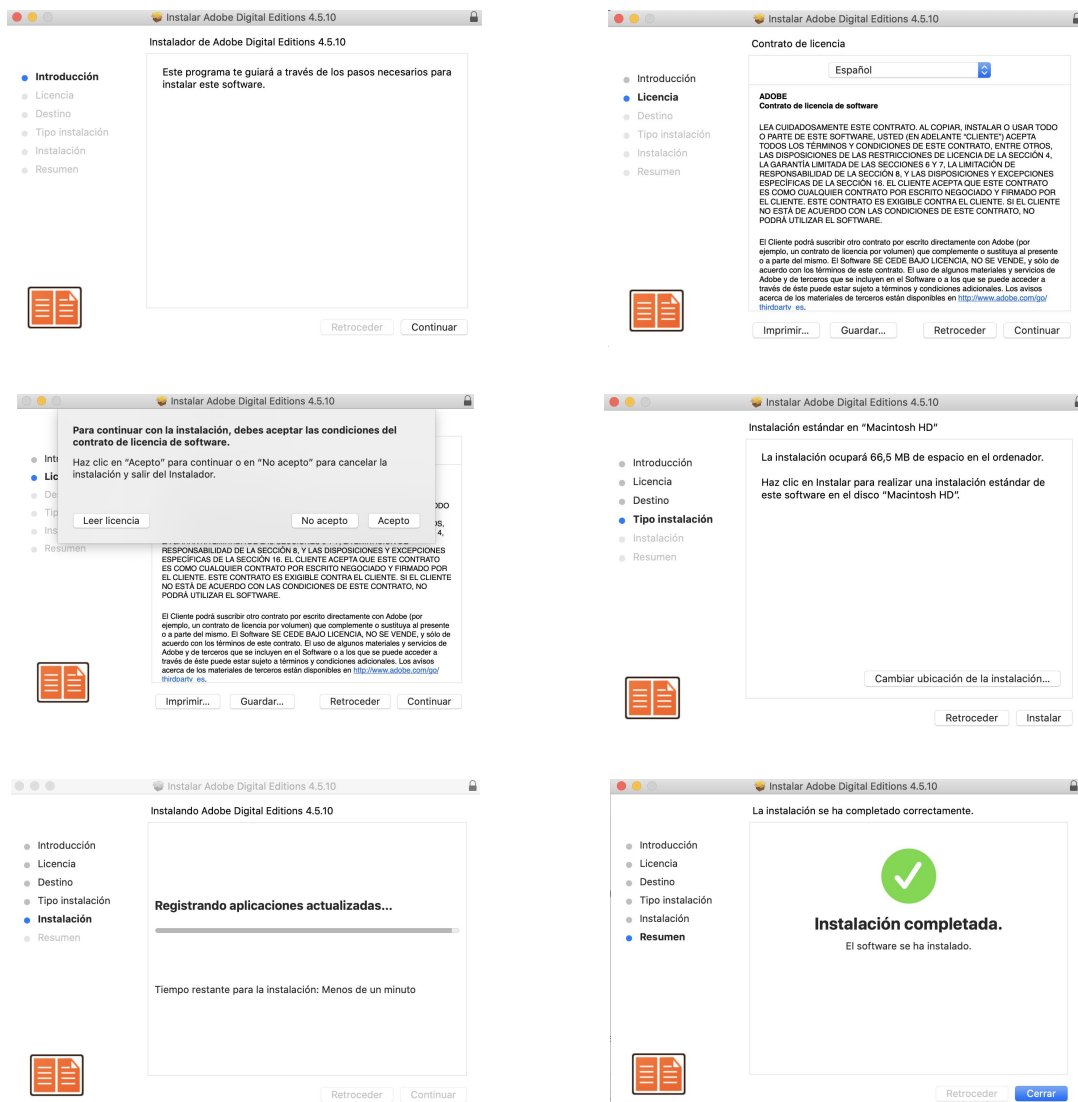 Instalar Adobe Digital Editions 4.5.10
Instalador de Adobe Digital Editions 4.5.10
Introducción
Licencia
Destino
Tipo instalación
Instalación
Resumen
Este programa te guiará a través de los pasos necesarios para
instalar este software.
Retroceder Continuar
Instalar Adobe Digital Editions 4.5.10
Contrato de licencia
Introducción
Licencia
Destino
Tipo instalación
Instalación
Resumen
Español
ADOBE
Contrato de licencia de software
LEA CUIDADOSAMENTE ESTE CONTRATO. AL COPIAR, INSTALAR O USAR TODO
O PARTE DE ESTE SOFTWARE, USTED (EN ADELANTE "CLIENTE") ACEPTA
TODOS LOS TÉRMINOS Y CONDICIONES DE ESTE CONTRATO, ENTRE OTROS,
LAS DISPOSICIONES DE LAS RESTRICCIONES DE LICENCIA DE LA SECCIÓN 4,
LA GARANTÍA LIMITADA DE LAS SECCIONES 6 Y 7, LA LIMITACIÓN DE
RESPONSABILIDAD DE LA SECCIÓN 8, Y LAS DISPOSICIONES Y EXCEPCIONES
ESPECÍFICAS DE LA SECCIÓN 16. EL CLIENTE ACEPTA QUE ESTE CONTRATO
ES COMO CUALQUIER CONTRATO POR ESCRITO NEGOCIADO Y FIRMADO POR
EL CLIENTE. ESTE CONTRATO ES EXIGIBLE CONTRA EL CLIENTE. SI EL CLIENTE
NO ESTÁ DE ACUERDO CON LAS CONDICIONES DE ESTE CONTRATO, NO
PODRÁ UTILIZAR EL SOFTWARE.
El Cliente podrá suscribir otro contrato por escrito directamente con Adobe (por
ejemplo, un contrato de licencia por volumen) que complemente o sustituya al presente
o a parte del mismo. El Software SE CEDE BAJO LICENCIA, NO SE VENDE, y sólo de
acuerdo con los términos de este contrato. El uso de algunos materiales y servicios de
Adobe y de terceros que se incluyen en el Software o a los que se puede acceder a
través de éste puede estar sujeto a términos y condiciones adicionales. Los avisos
acerca de los materiales de terceros están disponibles en http://www.adobe.com/go/
thirdparty_es.
Imprimir... Guardar... Retroceder Continuar
Instalar Adobe Digital Editions 4.5.10
Para continuar con la instalación, debes aceptar las condiciones del
contrato de licencia de software.
Haz clic en "Acepto" para continuar o en "No acepto" para cancelar la
instalación y salir del Instalador.
Leer licencia No acepto Acepto
Resumen
RESPONSABILIDAD DE LA SECCIÓN 8, Y LAS DISPOSICIONES Y EXCEPCIONES
ESPECÍFICAS DE LA SECCIÓN 16. EL CLIENTE ACEPTA QUE ESTE CONTRATO
ES COMO CUALQUIER CONTRATO POR ESCRITO NEGOCIADO Y FIRMADO POR
EL CLIENTE. ESTE CONTRATO ES EXIGIBLE CONTRA EL CLIENTE. SI EL CLIENTE
NO ESTÁ DE ACUERDO CON LAS CONDICIONES DE ESTE CONTRATO, NO
PODRÁ UTILIZAR EL SOFTWARE.
El Cliente podrá suscribir otro contrato por escrito directamente con Adobe (por
ejemplo, un contrato de licencia por volumen) que complemente o sustituya al presente
o a parte del mismo. El Software SE CEDE BAJO LICENCIA, NO SE VENDE, y sólo de
acuerdo con los términos de este contrato. El uso de algunos materiales y servicios de
Adobe y de terceros que se incluyen en el Software o a los que se puede acceder a
través de éste puede estar sujeto a términos y condiciones adicionales. Los avisos
acerca de los materiales de terceros están disponibles en http://www.adobe.com/go/
thirdparty_es.
Imprimir... Guardar... Retroceder Continuar
Instalar Adobe Digital Editions 4.5.10
Instalación estándar en "Macintosh HD"
Introducción
Licencia
Destino
Tipo instalación
Instalación
Resumen
La instalación ocupará 66,5 MB de espacio en el ordenador.
Haz clic en Instalar para realizar una instalación estándar de
este software en el disco "Macintosh HD".
Cambiar ubicación de la instalación...
Retroceder Instalar
Instalar Adobe Digital Editions 4.5.10
Instalando Adobe Digital Editions 4.5.10
Introducción
Licencia
Destino
Tipo instalación
Instalación
Resumen
Registrando aplicaciones actualizadas...
Tiempo restante para la instalación: Menos de un minuto
Retroceder Continuar
Instalar Adobe Digital Editions 4.5.10
La instalación se ha completado correctamente.
Introducción
Licencia
Destino
Tipo instalación
Instalación
Resumen
Instalación completada.
El software se ha instalado.
Retroceder Cerrar